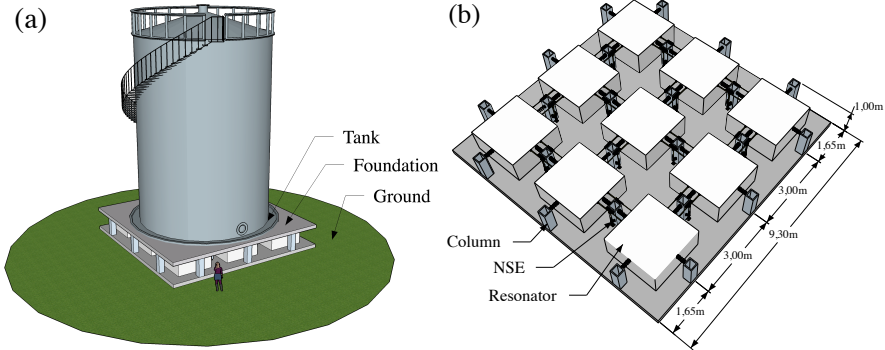 (a)
Tank
Foundation
Ground
(b)
Column
NSE
Resonator
1,00m
1,65m
3,00m
9,30m
3,00m
1,65m